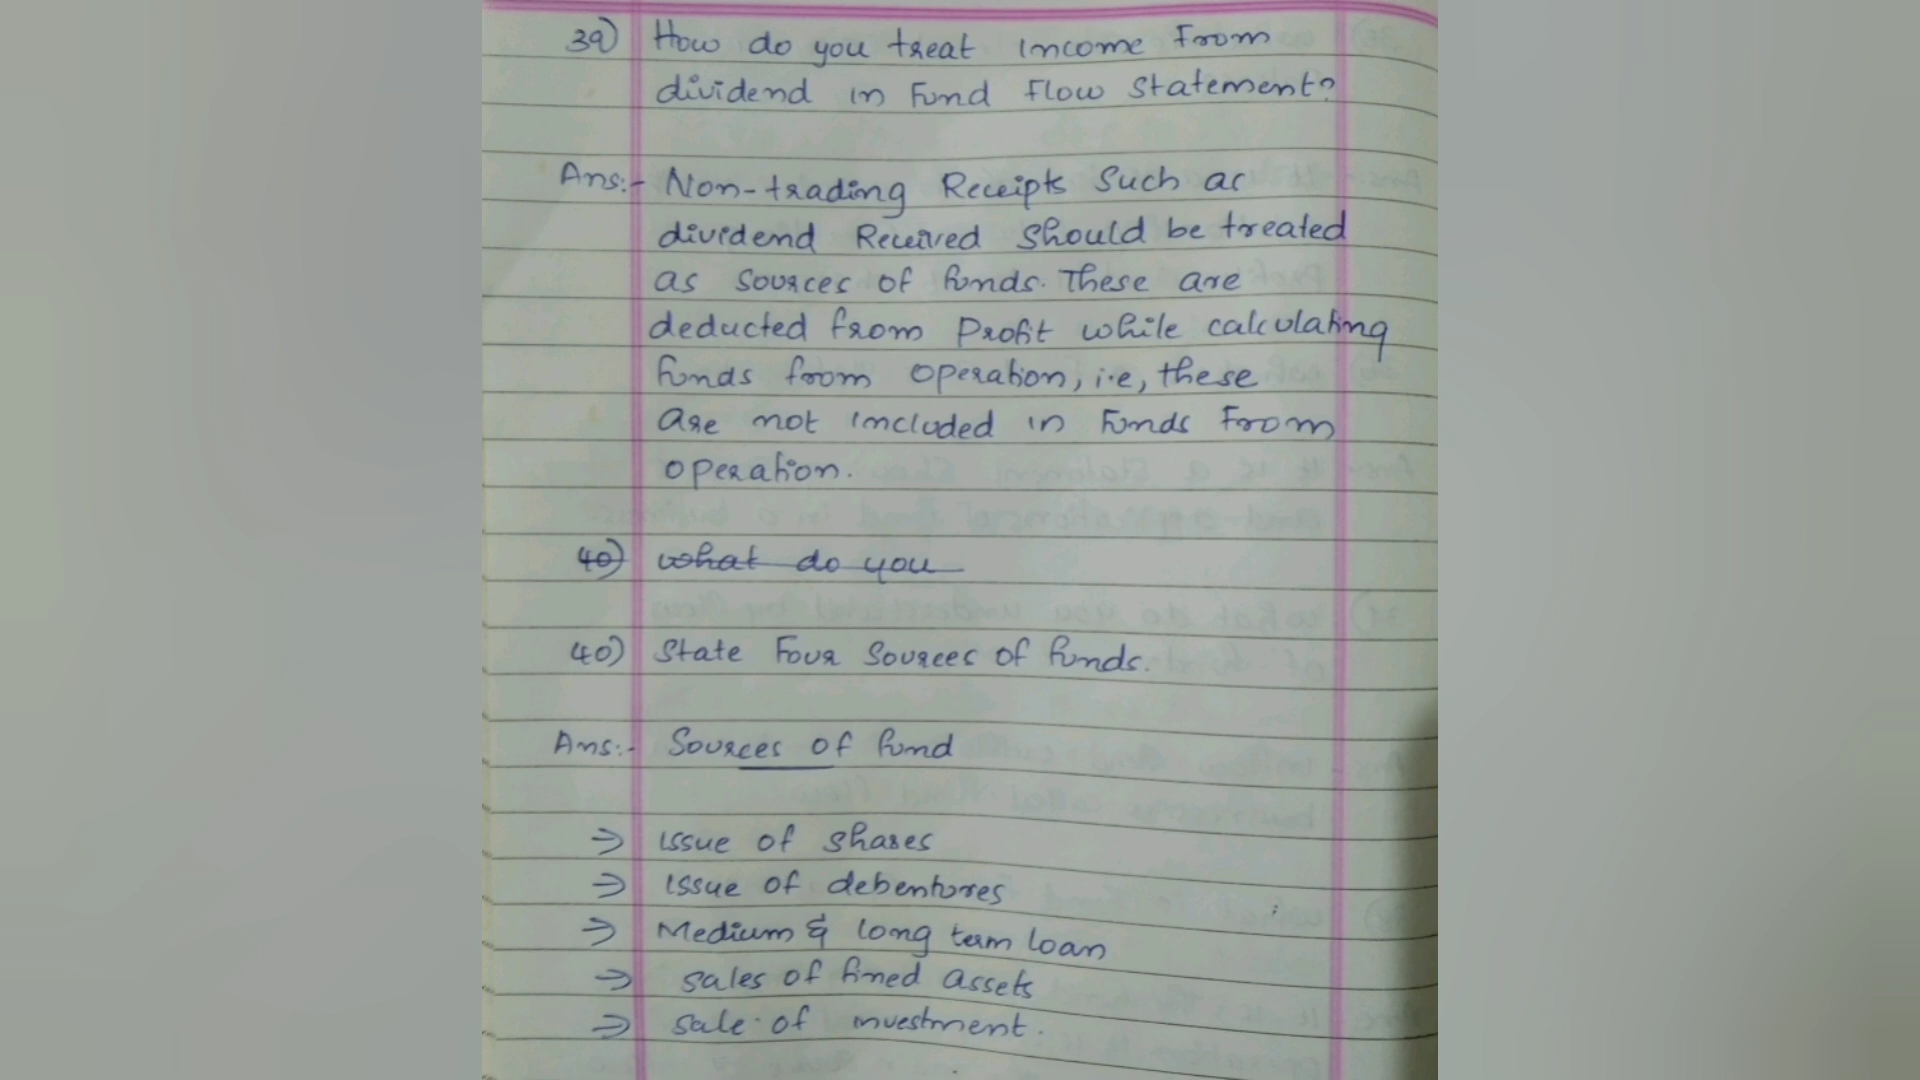 39) How do you treat income From
dividend in Fund Flow Statement?
Ans:- Non-trading Receipts Such as
dividend Received should be treated
as sources of funds. These are
deducted from Profit while calculating
funds from operation, i.e, these
are not included in Funds From
operation.
40) what do you
40) State Four Sources of funds.
Ans:- Sources of fund
⇒ issue of shares
⇒ issue of debentures
⇒ Medium & long term loan
⇒ sales of fixed assets
⇒ sale of investment.